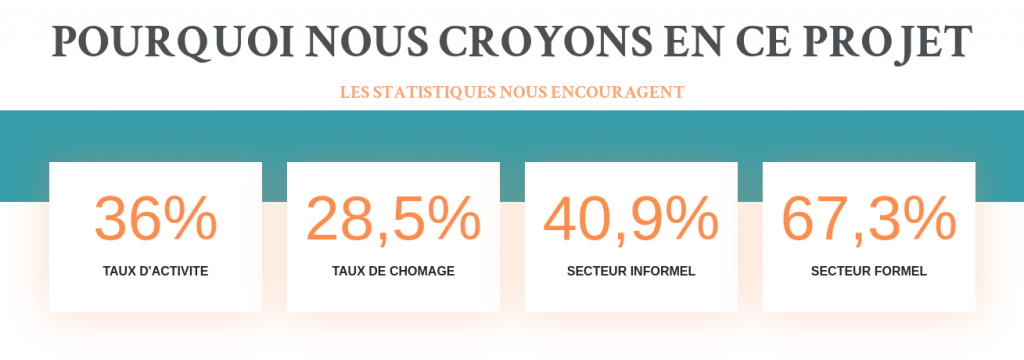 POURQUOI NOUS CROYONS EN CE PROJET
LES STATISTIQUES NOUS ENCOURAGENT
36%
TAUX D'ACTIVITE
28,5%
TAUX DE CHOMAGE
40,9%
SECTEUR INFORMEL
67,3%
SECTEUR FORMEL